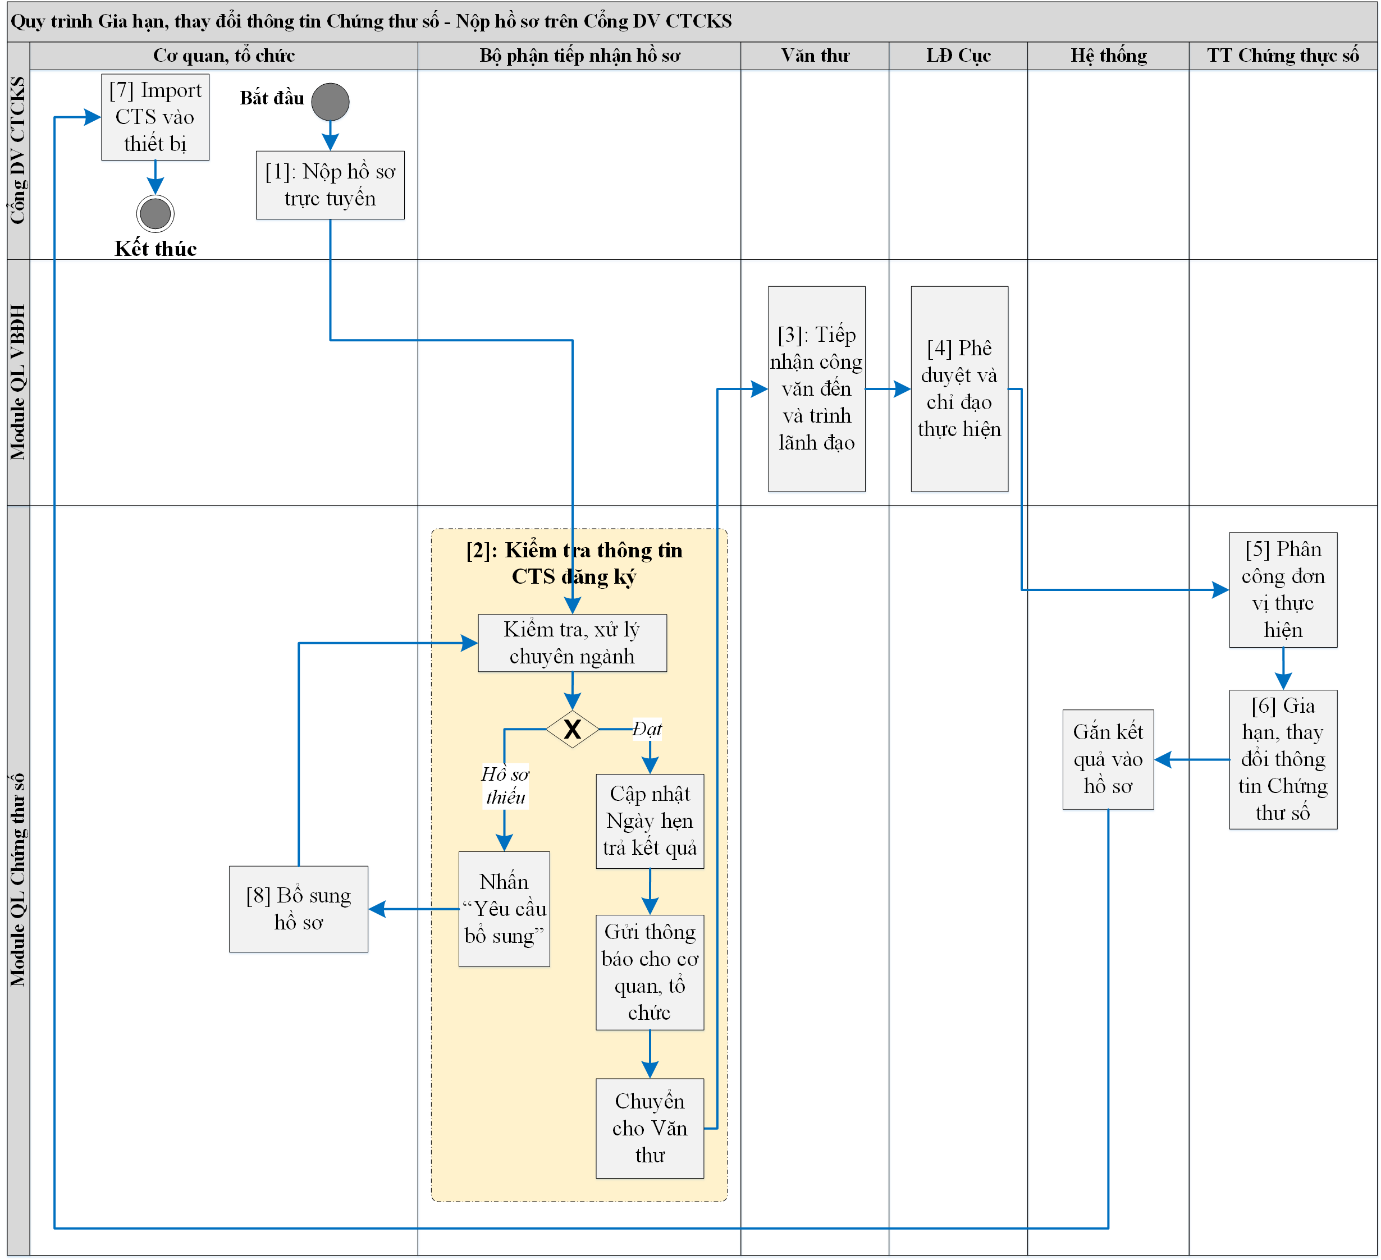 Quy trình Gia hạn, thay đổi thông tin Chứng thư số - Nộp hồ sơ trên Cổng DV CTCKS
Cơ quan, tổ chức
Bộ phận tiếp nhận hồ sơ
Văn thư
LĐ Cục
Hệ thống
TT Chứng thực số
Cổng DV CTCKS
[7] Import
CTS vào
thiết bị
Kết thúc
Bắt đầu
[1]: Nộp hồ sơ
trực tuyến
Module QL VBĐH
[3]: Tiếp
nhận công
văn đến
và trình
lãnh đạo
[4] Phê
duyệt và
chỉ đạo
thực hiện
Module QL Chứng thư số
[2]: Kiểm tra thông tin
CTS đăng ký
Kiểm tra, xử lý
chuyên ngành
X
Đạt
Hồ sơ
thiếu
Cập nhật
Ngày hẹn
trả kết quả
Nhấn
“Yêu cầu
bổ sung”
[8] Bổ sung
hồ sơ
Gửi thông
báo cho cơ
quan, tổ
chức
Chuyển
cho Văn
thư
[5] Phân
công đơn
vị thực
hiện
[6] Gia
hạn, thay
đổi thông
tin Chứng
thư số
Gắn kết
quả vào
hồ sơ